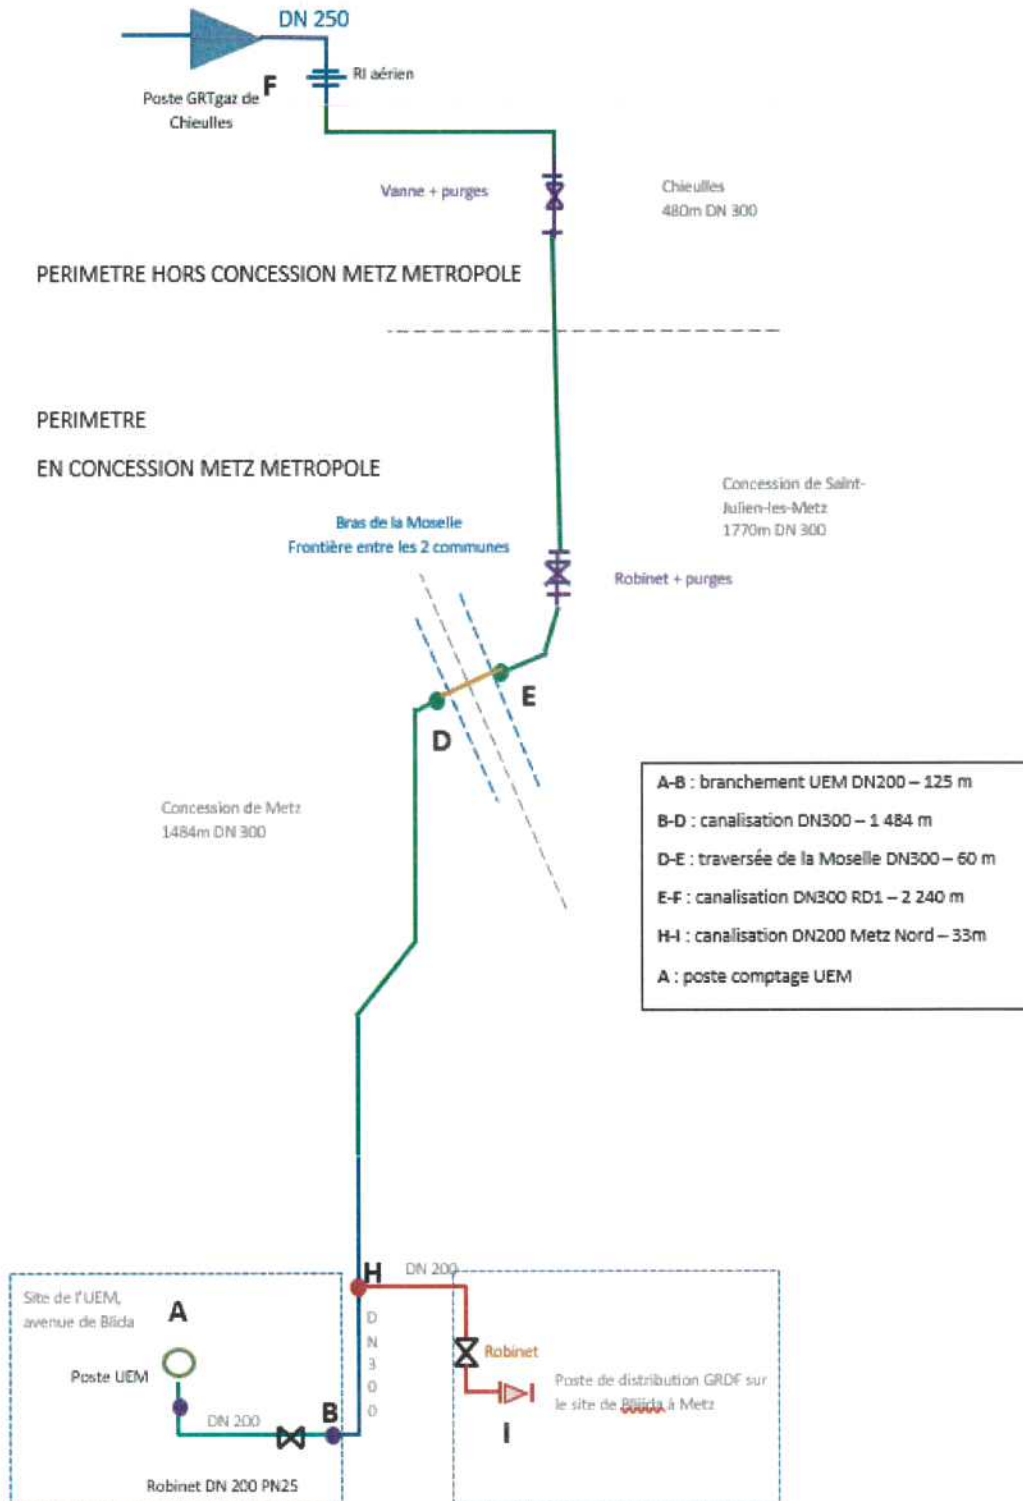 DN 250
F
RI aérien
Poste GRTgaz de
Chieulles
Vanne + purges
Chieulles
480m DN 300
PERIMETRE HORS CONCESSION METZ METROPOLE
PERIMETRE
EN CONCESSION METZ METROPOLE
Concession de Saint-
Julien-les-Metz
1770m DN 300
Bras de la Moselle
Frontière entre les 2 communes
Robinet + purges
E
D
A-B : branchement UEM DN200 – 125 m
B-D : canalisation DN300 – 1 484 m
D-E : traversée de la Moselle DN300 – 60 m
E-F : canalisation DN300 RD1 – 2 240 m
H-I : canalisation DN200 Metz Nord – 33m
A : poste comptage UEM
Concession de Metz
1484m DN 300
H
DN 200
Site de l'UEM,
avenue de Blida
A
DN300
Robinet
Poste UEM
Poste de distribution GRDF sur
le site de Bliida à Metz
DN 200
B
I
Robinet DN 200 PN25